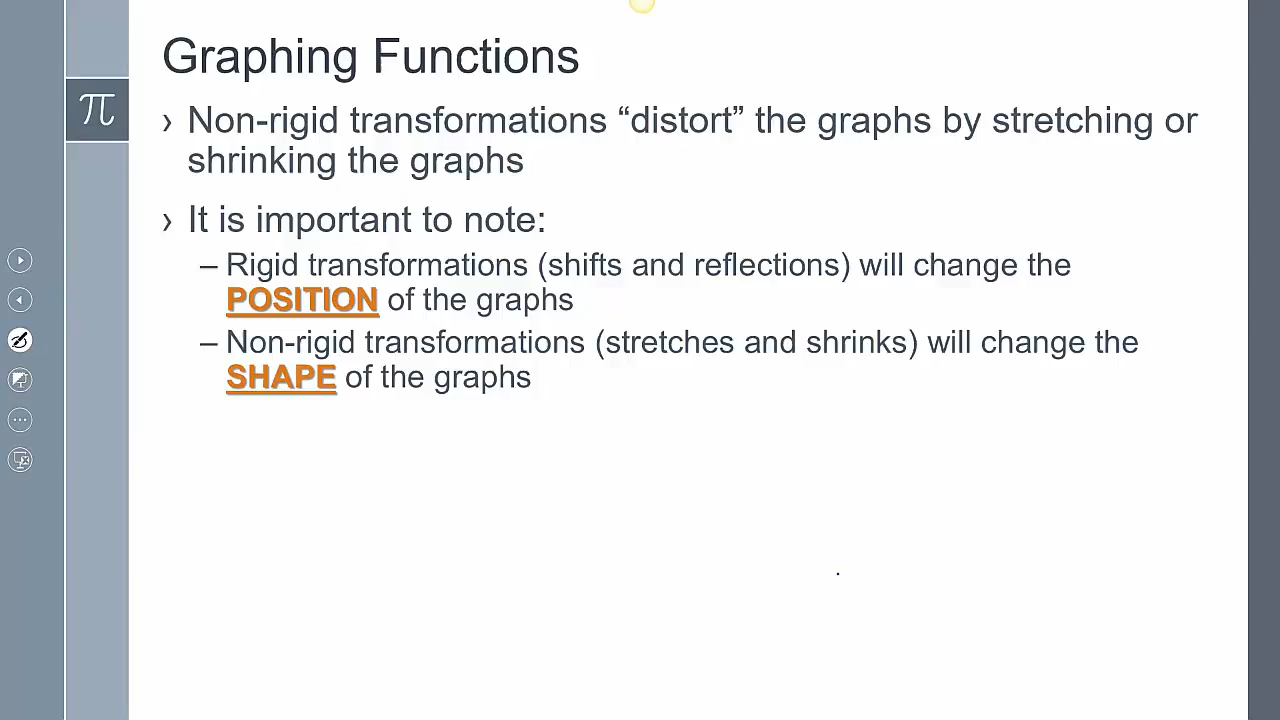 Graphing Functions
π
› Non-rigid transformations “distort” the graphs by stretching or
shrinking the graphs
› It is important to note:
– Rigid transformations (shifts and reflections) will change the
POSITION of the graphs
– Non-rigid transformations (stretches and shrinks) will change the
SHAPE of the graphs